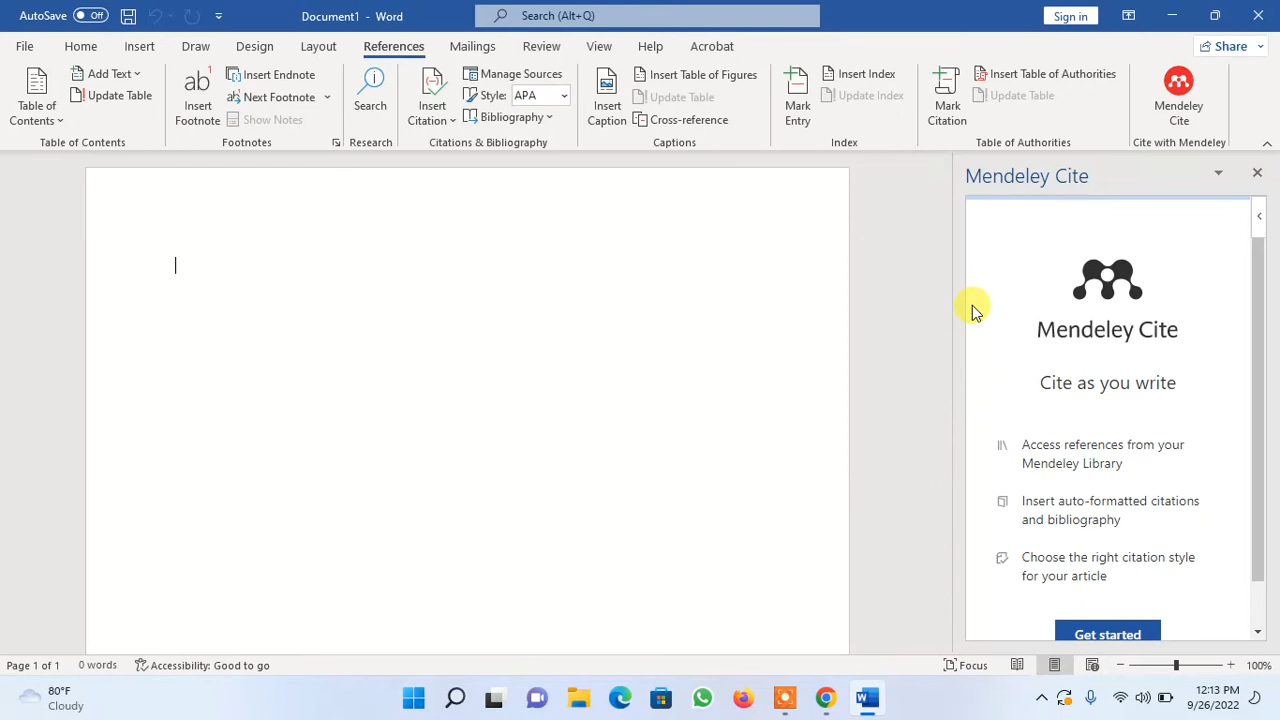 AutoSave Off Document1 - Word Search (Alt+Q) Sign in
File Home Insert Draw Design Layout References Mailings Review View Help Acrobat Share
Table of Contents
Add Text
Update Table
Table of Contents
ab 1
Insert Footnote
Insert Endnote
Next Footnote
Show Notes
Footnotes
Search
Research
Insert Citation
Manage Sources
Style: APA
Bibliography
Citations & Bibliography
Insert Caption
Insert Table of Figures
Update Table
Cross-reference
Captions
Mark Entry
Insert Index
Update Index
Index
Mark Citation
Insert Table of Authorities
Update Table
Table of Authorities
Mendeley Cite
Cite with Mendeley
Mendeley Cite
Mendeley Cite
Cite as you write
Access references from your
Mendeley Library
Insert auto-formatted citations
and bibliography
Choose the right citation style
for your article
Get started
Page 1 of 1 0 words Accessibility: Good to go Focus 100%
80°F
Cloudy
12:13 PM
9/26/2022